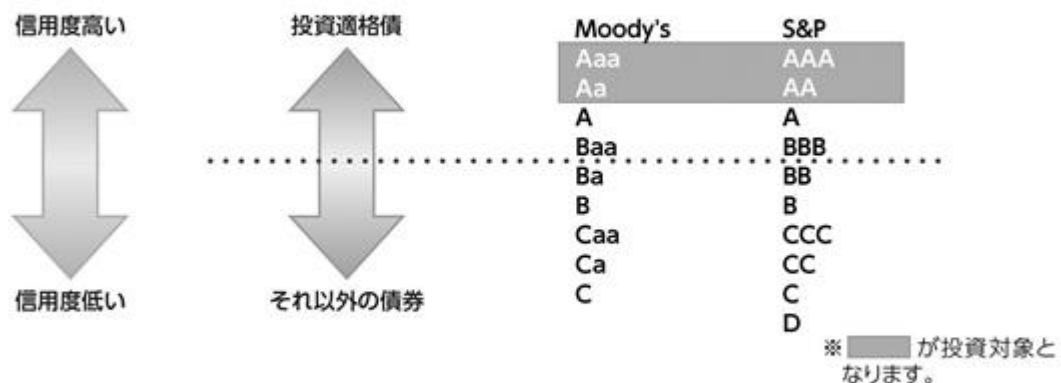 信用度高い 投資適格債 Moody's S&P
Aaa AAA
Aa AA
A A
Baa BBB
Ba BB
B B
Caa CCC
Ca CC
信用度低い それ以外の債券 C C
D
※ が投資対象と
なります。